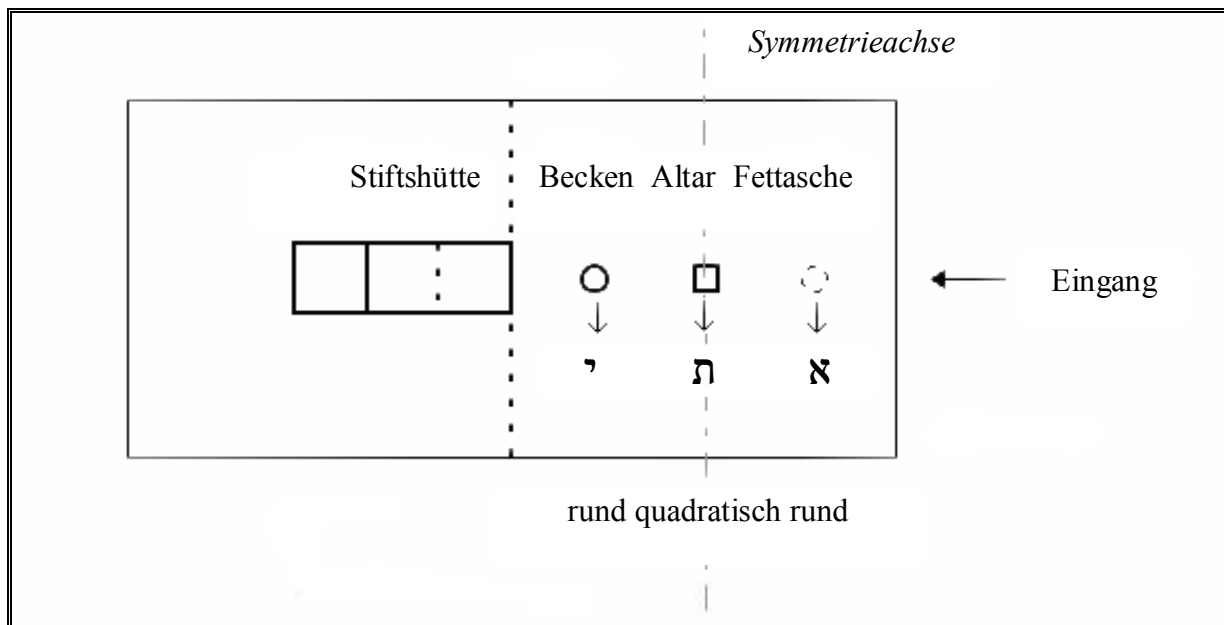 Symmetrieachse
Stiftshütte Becken Altar Fettasche
Eingang
י ת א
rund quadratisch rund